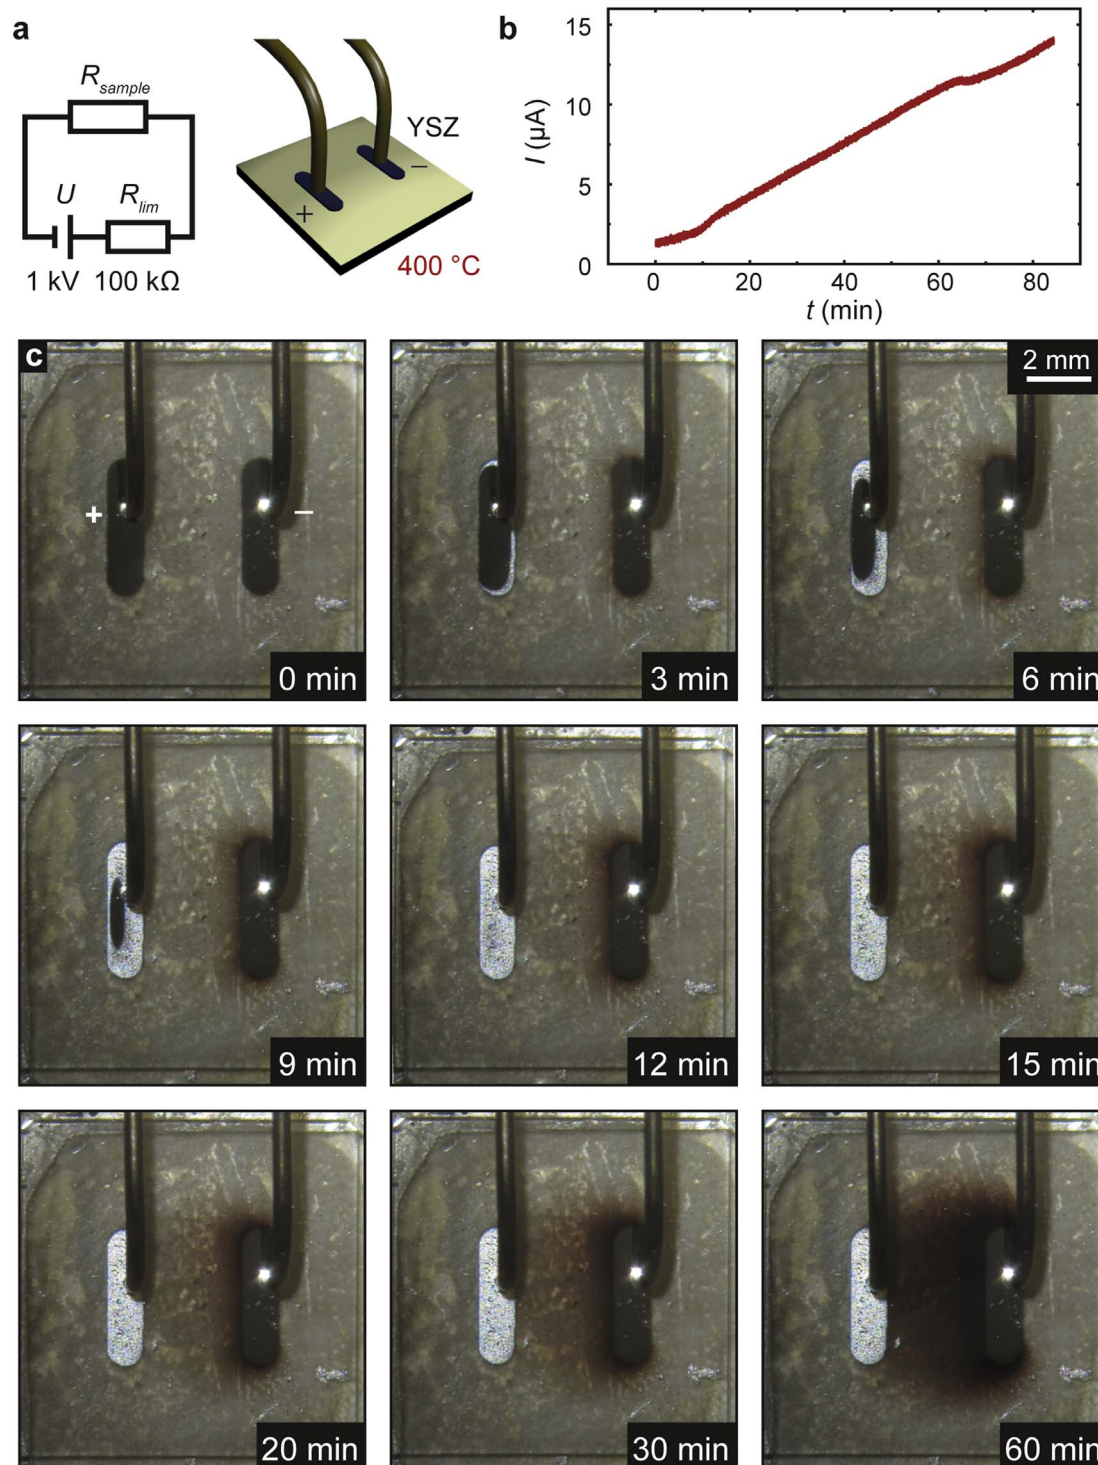 a
R_sample
U
R_lim
1 kV
100 kΩ
YSZ
+
−
400 °C
b
I (µA)
15
10
5
0
0
20
40
60
80
t (min)
c
+
−
0 min
3 min
2 mm
6 min
9 min
12 min
15 min
20 min
30 min
60 min